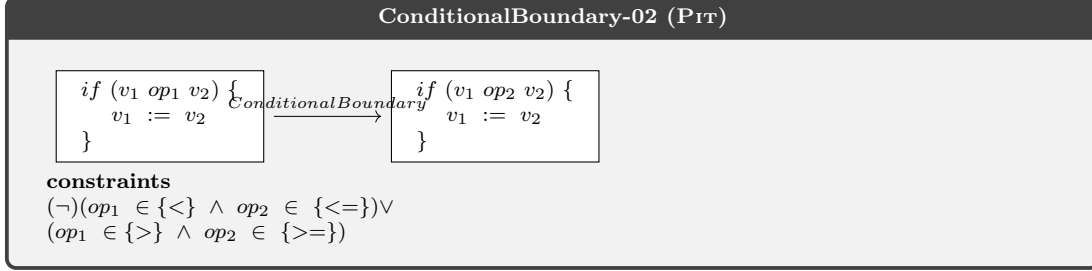 ConditionalBoundary-02 (PIT)
if (v₁ op₁ v₂) {
v₁ := v₂
}
ConditionalBoundary
if (v₁ op₂ v₂) {
v₁ := v₂
}
constraints
(¬)(op₁ ∈ {<} ∧ op₂ ∈ {<=})∨
(op₁ ∈ {>} ∧ op₂ ∈ {>=})